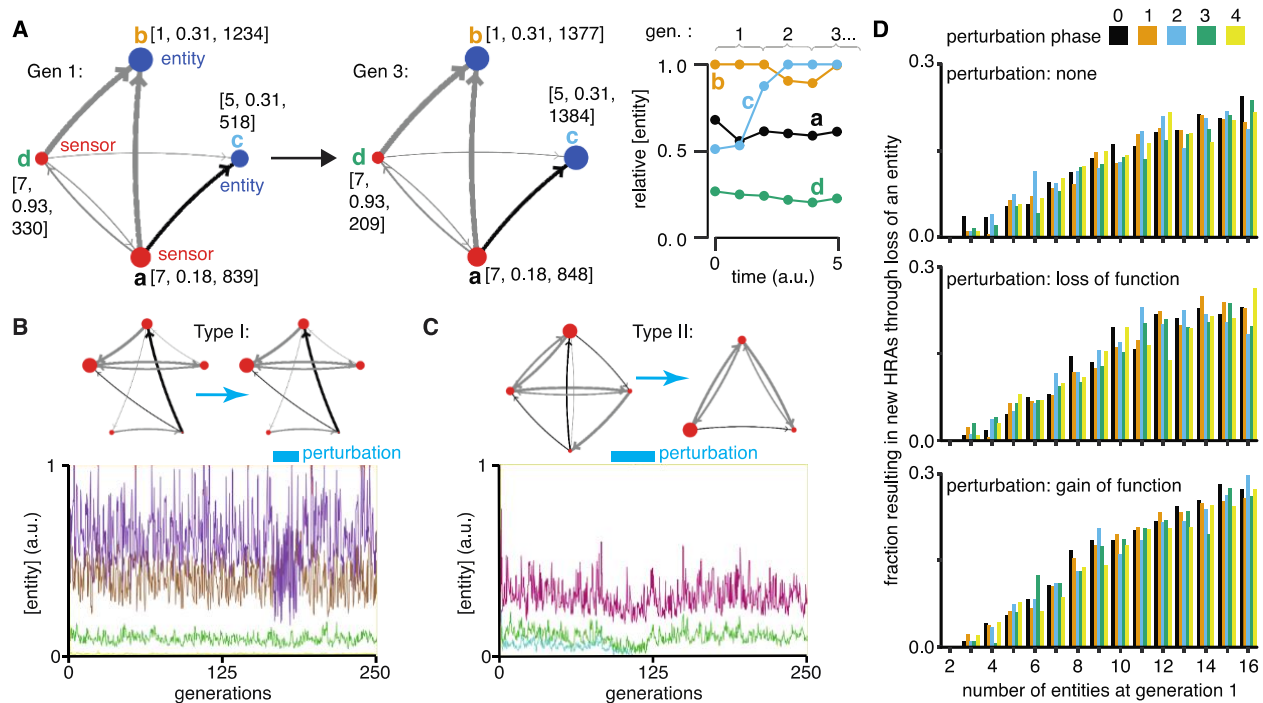 A
b [1, 0.31, 1234]
entity
Gen 1:
[5, 0.31,
518]
c
entity
d
sensor
[7,
0.93,
330]
sensor
a [7, 0.18, 839]
b [1, 0.31, 1377]
Gen 3:
[5, 0.31,
1384]
c
d
[7,
0.93,
209]
a [7, 0.18, 848]
gen. : 1 2 3...
relative [entity]
1.0
0.5
0.0
b
c
a
d
0 5
time (a.u.)
B
Type I:
perturbation
[entity] (a.u.)
1
0
0 125 250
generations
C
Type II:
perturbation
1
0
0 125 250
generations
D
perturbation phase 0 1 2 3 4
fraction resulting in new HRAs through loss of an entity
0.3
perturbation: none
0.0
0.3
perturbation: loss of function
0.0
0.3
perturbation: gain of function
0.0
2 4 6 8 10 12 14 16
number of entities at generation 1